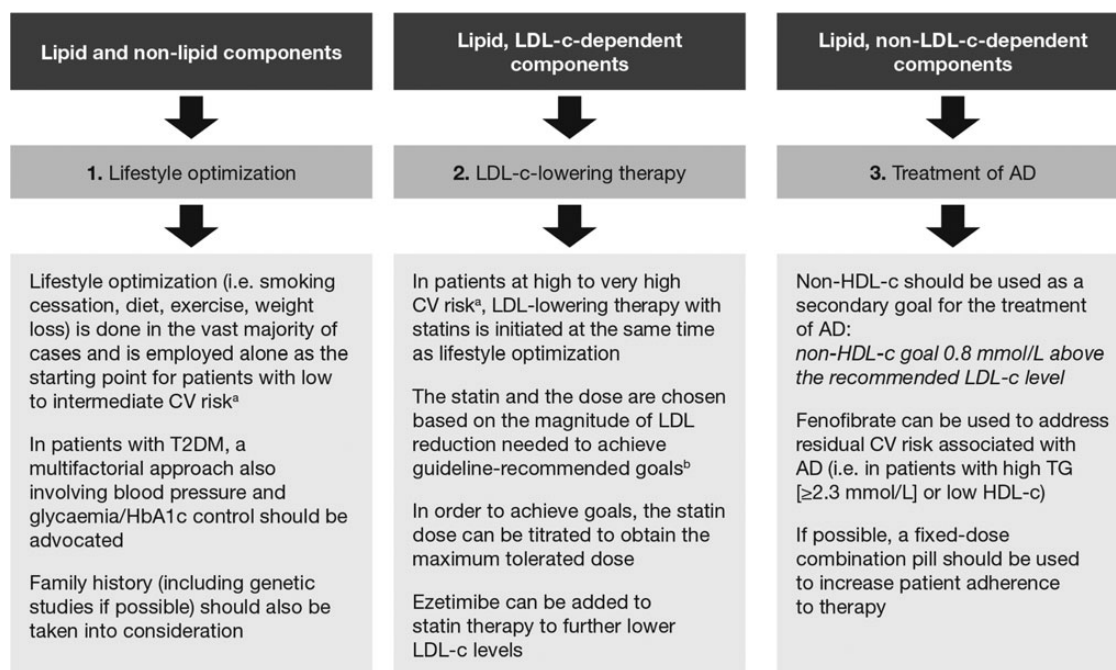 Lipid and non-lipid components
1. Lifestyle optimization
Lifestyle optimization (i.e. smoking
cessation, diet, exercise, weight
loss) is done in the vast majority of
cases and is employed alone as the
starting point for patients with low
to intermediate CV riskᵃ
In patients with T2DM, a
multifactorial approach also
involving blood pressure and
glycaemia/HbA1c control should be
advocated
Family history (including genetic
studies if possible) should also be
taken into consideration
Lipid, LDL-c-dependent
components
2. LDL-c-lowering therapy
In patients at high to very high
CV riskᵃ, LDL-lowering therapy with
statins is initiated at the same time
as lifestyle optimization
The statin and the dose are chosen
based on the magnitude of LDL
reduction needed to achieve
guideline-recommended goalsᵇ
In order to achieve goals, the statin
dose can be titrated to obtain the
maximum tolerated dose
Ezetimibe can be added to
statin therapy to further lower
LDL-c levels
Lipid, non-LDL-c-dependent
components
3. Treatment of AD
Non-HDL-c should be used as a
secondary goal for the treatment
of AD:
non-HDL-c goal 0.8 mmol/L above
the recommended LDL-c level
Fenofibrate can be used to address
residual CV risk associated with
AD (i.e. in patients with high TG
[≥2.3 mmol/L] or low HDL-c)
If possible, a fixed-dose
combination pill should be used
to increase patient adherence
to therapy